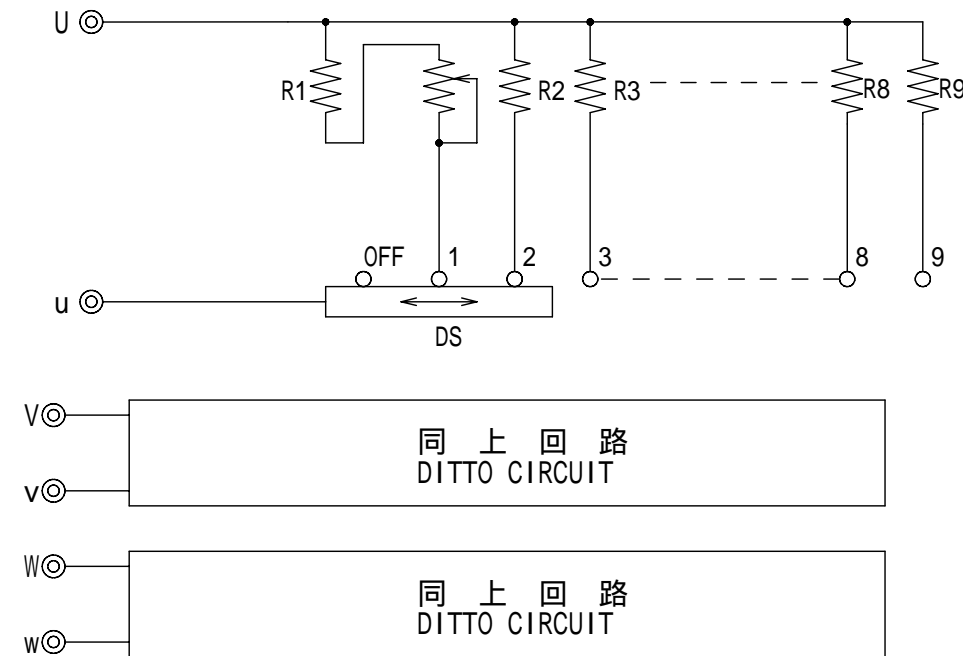 U
R1 R2 R3 R8 R9
OFF 1 2 3 8 9
u
DS
V
同上回路
DITTO CIRCUIT
v
W
同上回路
DITTO CIRCUIT
w